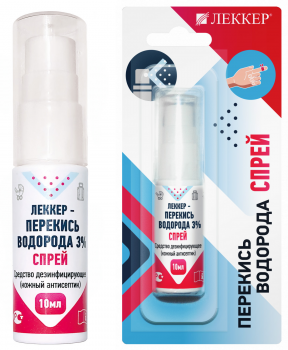 ЛЕККЕР -
ПЕРЕКИСЬ
ВОДОРОДА 3%
СПРЕЙ
Средство дезинфицирующее
(кожный антисептик)
10мл
ЛЕККЕР
ПЕРЕКИСЬ
ВОДОРОДА
СПРЕЙ
ЛЕККЕР -
ПЕРЕКИСЬ
ВОДОРОДА 3%
СПРЕЙ
Средство дезинфицирующее
(кожный антисептик)
10мл